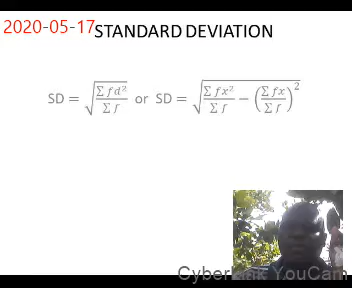 2020-05-17 STANDARD DEVIATION
SD = √(Σfd²/Σf) or SD = √(Σfx²/Σf − (Σfx/Σf)²)
CyberLink YouCam